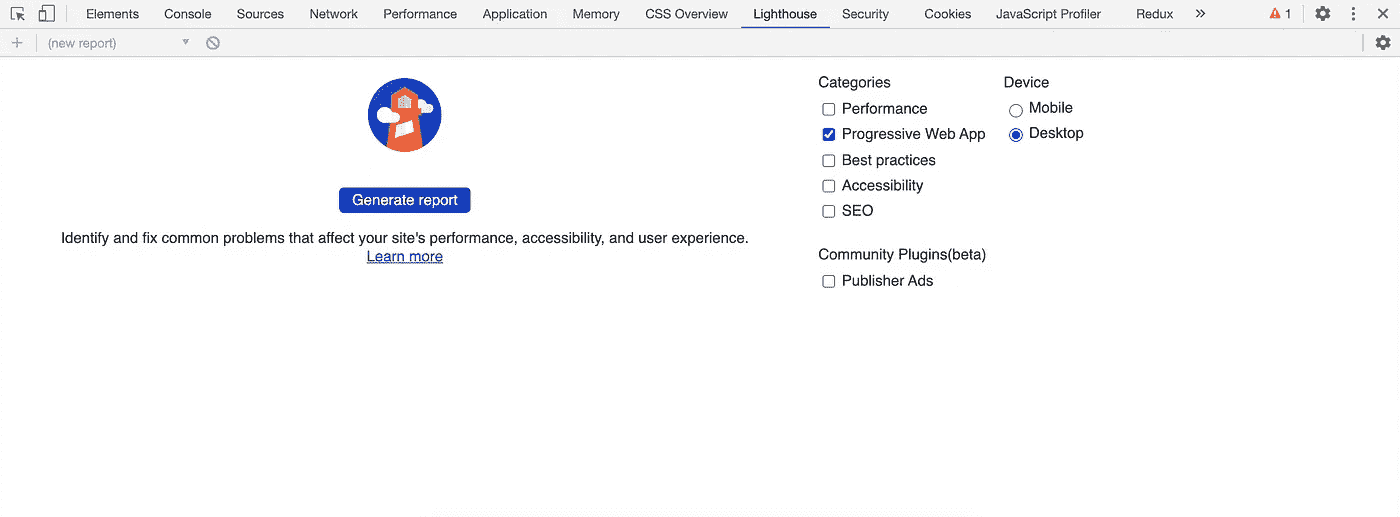 Elements Console Sources Network Performance Application Memory CSS Overview Lighthouse Security Cookies JavaScript Profiler Redux » 1
(new report)
Generate report
Identify and fix common problems that affect your site's performance, accessibility, and user experience.
Learn more
Categories
Performance
Progressive Web App
Best practices
Accessibility
SEO
Community Plugins(beta)
Publisher Ads
Device
Mobile
Desktop